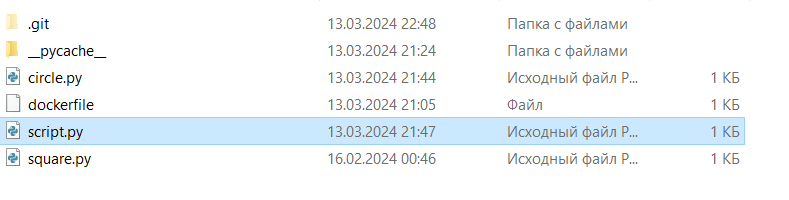 .git 13.03.2024 22:48 Папка с файлами
__pycache__ 13.03.2024 21:24 Папка с файлами
circle.py 13.03.2024 21:44 Исходный файл P... 1 КБ
dockerfile 13.03.2024 21:05 Файл 1 КБ
script.py 13.03.2024 21:47 Исходный файл P... 1 КБ
square.py 16.02.2024 00:46 Исходный файл P... 1 КБ